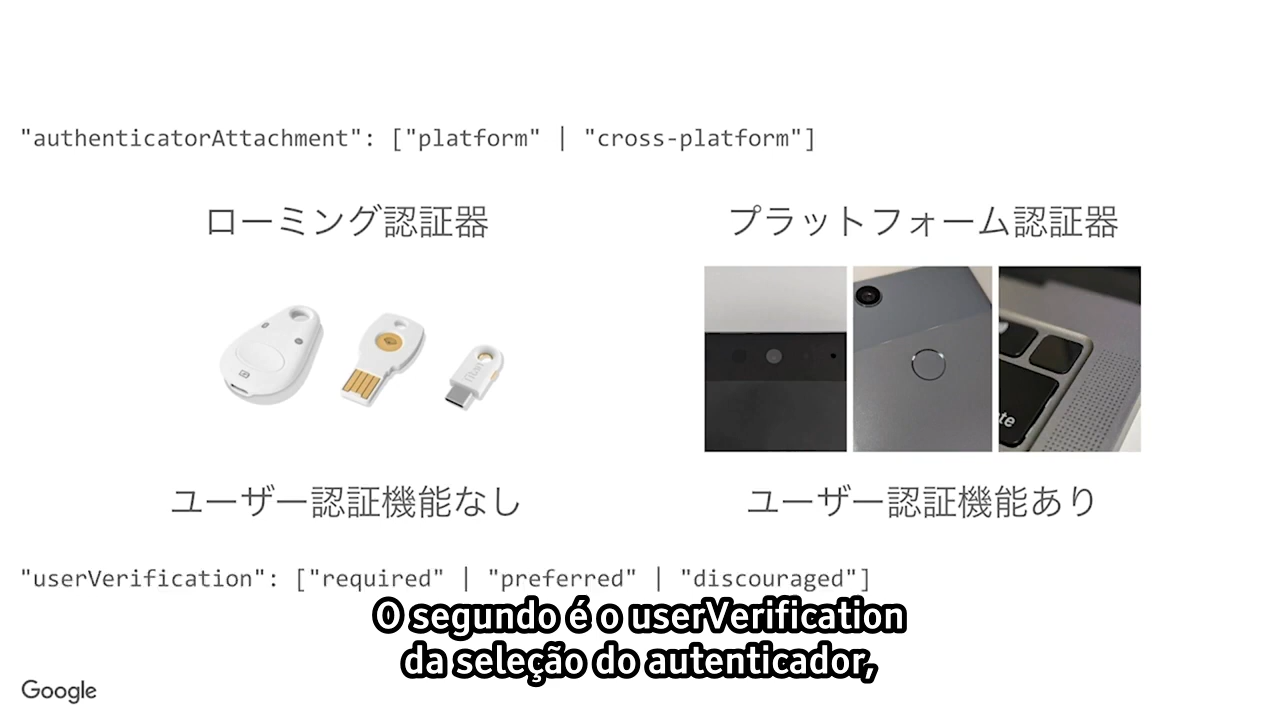 "authenticatorAttachment": ["platform" | "cross-platform"]
ローミング認証器
プラットフォーム認証器
Titan
te
ユーザー認証機能なし
ユーザー認証機能あり
"userVerification": ["required" | "preferred" | "discouraged"]
O segundo é o userVerification
da seleção do autenticador,
Google